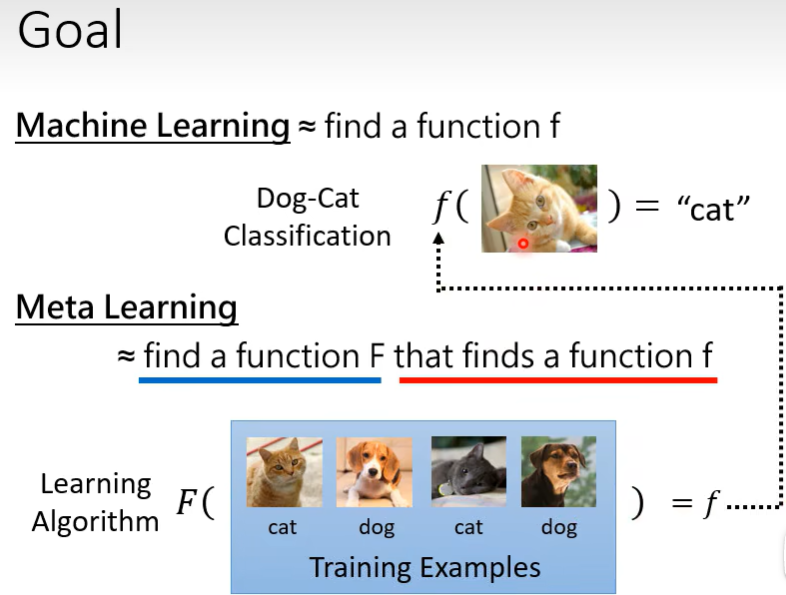 Goal
Machine Learning ≈ find a function f
Dog-Cat
Classification
f( ) = “cat”
Meta Learning
≈ find a function F that finds a function f
Learning
Algorithm
F( ) = f
cat dog cat dog
Training Examples